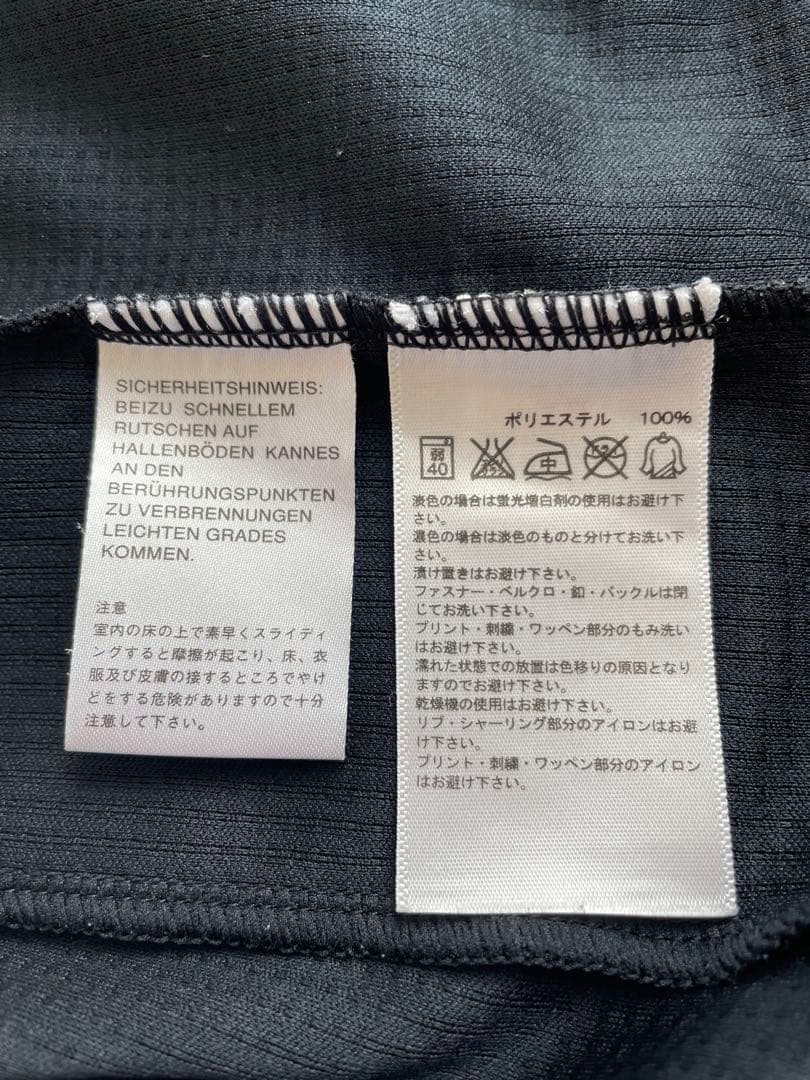 SICHERHEITSHINWEIS:
BEIZU SCHNELLEM
RUTSCHEN AUF
HALLENBÖDEN KANNES
AN DEN
BERÜHRUNGSPUNKTEN
ZU VERBRENNUNGEN
LEICHTEN GRADES
KOMMEN.
注意
室内の床の上で素早くスライディ
ングすると摩擦が起こり、床、衣
服及び皮膚の接するところでやけ
どをする危険がありますので十分
注意して下さい。
ポリエステル 100%
弱
40
中
淡色の場合は蛍光増白剤の使用はお避け下
さい。
濃色の場合は淡色のものと分けてお洗い下
さい。
漬け置きはお避け下さい。
ファスナー・ベルクロ・釦・バックルは閉
じてお洗い下さい。
プリント・刺繍・ワッペン部分のもみ洗い
はお避け下さい。
濡れた状態での放置は色移りの原因となり
ますのでお避け下さい。
乾燥機の使用はお避け下さい。
リブ・シャーリング部分のアイロンはお避
け下さい。
プリント・刺繍・ワッペン部分のアイロン
はお避け下さい。